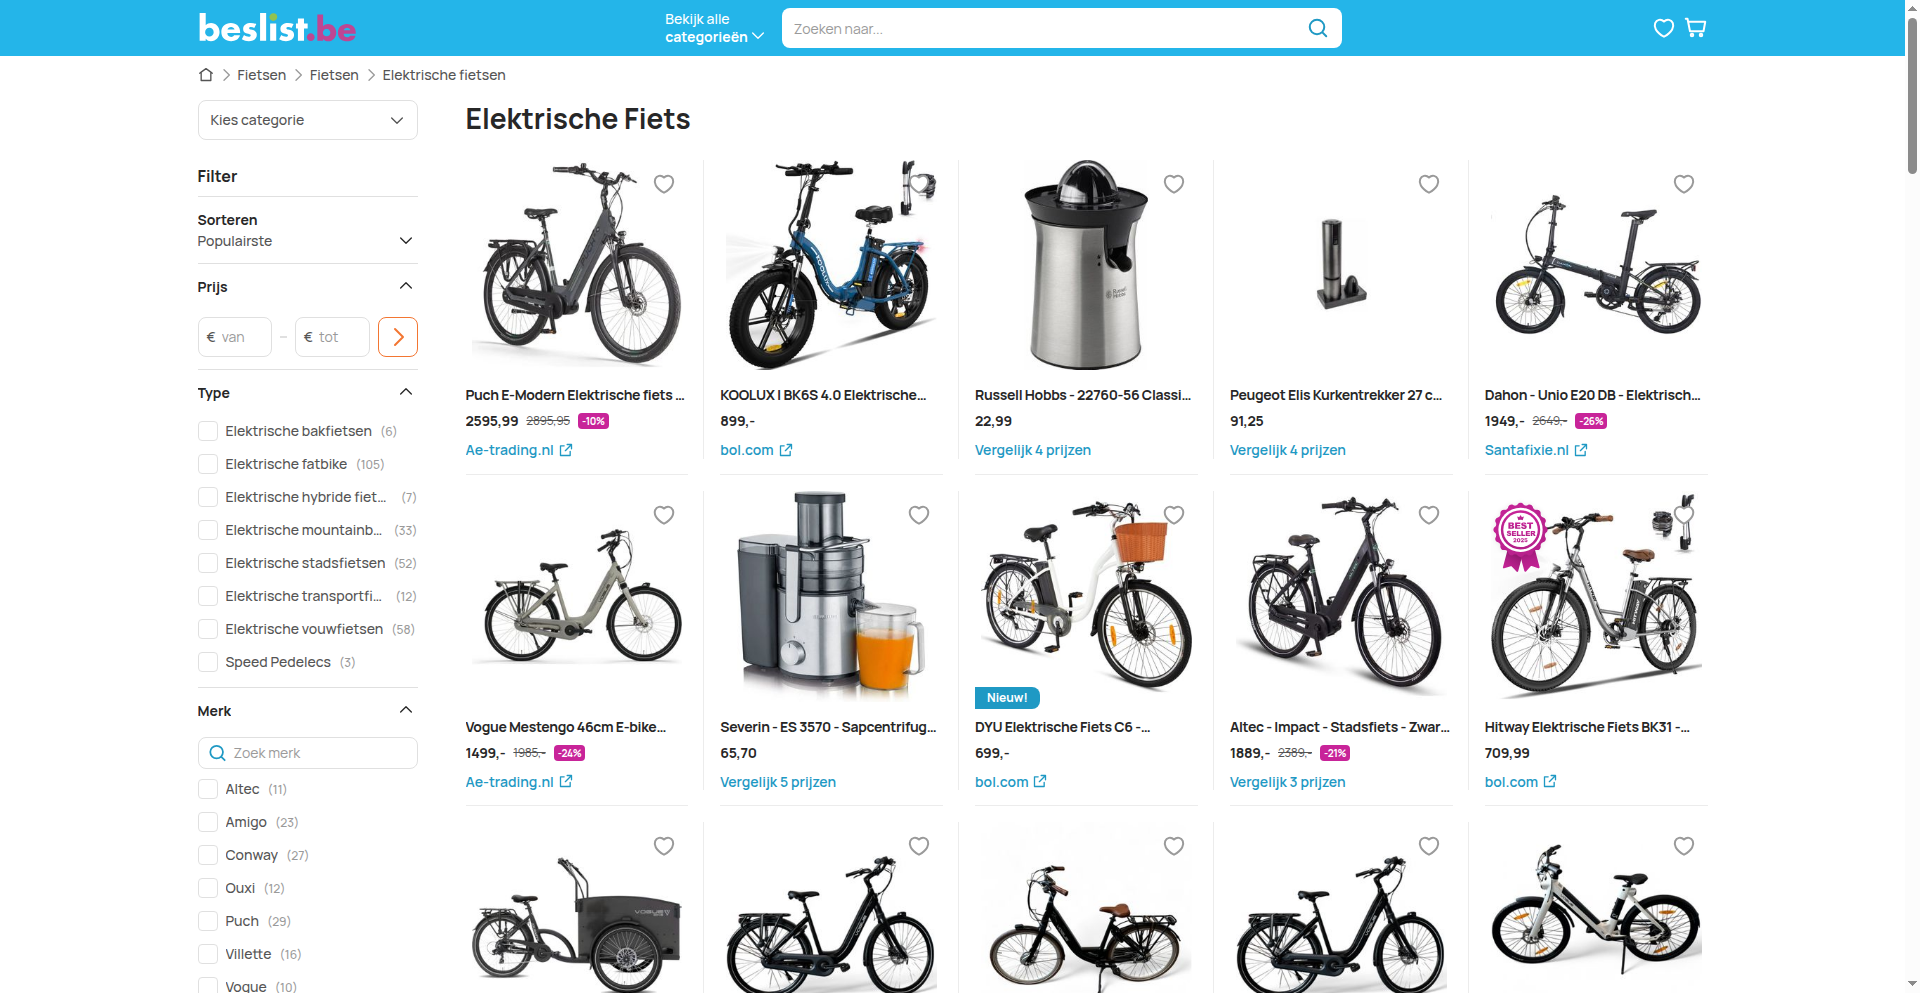 beslist.be
Bekijk alle
categorieën
Zoeken naar...
Fietsen
Fietsen
Elektrische fietsen
Kies categorie
Filter
Sorteren
Populairste
Prijs
€ van – € tot
Type
Elektrische bakfietsen (6)
Elektrische fatbike (105)
Elektrische hybride fiet... (7)
Elektrische mountainb... (33)
Elektrische stadsfietsen (52)
Elektrische transportfi... (12)
Elektrische vouwfietsen (58)
Speed Pedelecs (3)
Merk
Zoek merk
Altec (11)
Amigo (23)
Conway (27)
Ouxi (12)
Puch (29)
Villette (16)
Vogue (10)
Elektrische Fiets
Puch E-Modern Elektrische fiets ...
2595,99 2895,95 -10%
Ae-trading.nl
KOOLUX
KOOLUX | BK6S 4.0 Elektrische...
899,-
bol.com
Russell Hobbs
Russell Hobbs - 22760-56 Classi...
22,99
Vergelijk 4 prijzen
Peugeot Elis Kurkentrekker 27 c...
91,25
Vergelijk 4 prijzen
Dahon - Unio E20 DB - Elektrisch...
1949,- 2649,- -26%
Santafixie.nl
Vogue Mestengo 46cm E-bike...
1499,- 1985,- -24%
Ae-trading.nl
Severin - ES 3570 - Sapcentrifug...
65,70
Vergelijk 5 prijzen
Nieuw!
DYU Elektrische Fiets C6 -...
699,-
bol.com
Altec - Impact - Stadsfiets - Zwar...
1889,- 2389,- -21%
Vergelijk 3 prijzen
BEST
SELLER
2025
Hitway Elektrische Fiets BK31 -...
709,99
bol.com
VOGUE